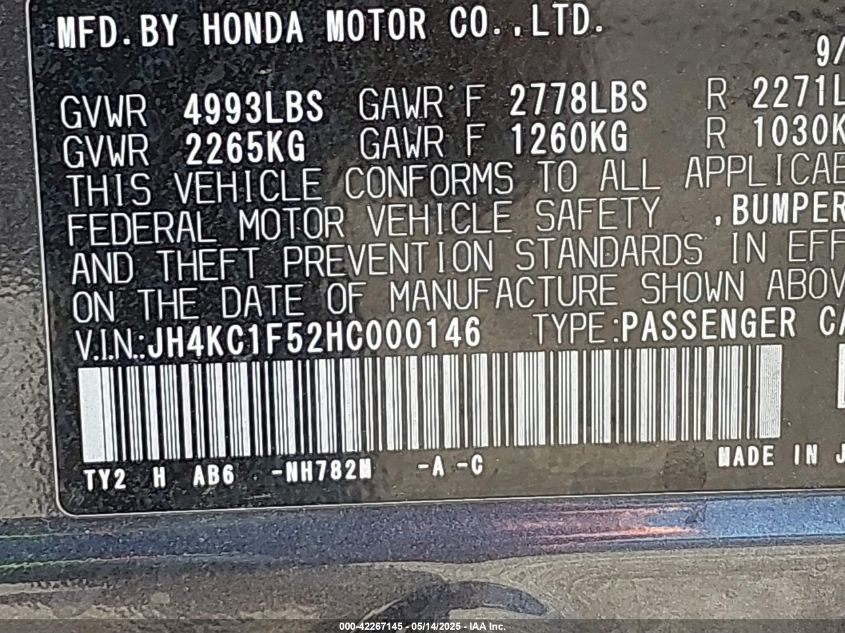 MFD.BY HONDA MOTOR CO.,LTD.
9/
GVWR 4993LBS GAWR F 2778LBS R 2271L
GVWR 2265KG GAWR F 1260KG R 1030K
THIS VEHICLE CONFORMS TO ALL APPLICAB
FEDERAL MOTOR VEHICLE SAFETY ,BUMPER
AND THEFT PREVENTION STANDARDS IN EFF
ON THE DATE OF MANUFACTURE SHOWN ABOV
V.I.N.:JH4KC1F52HC000146 TYPE:PASSENGER CA
TY2 H AB6 -NH782M -A -C MADE IN J
000-42267145 - 05/14/2025 - IAA Inc.